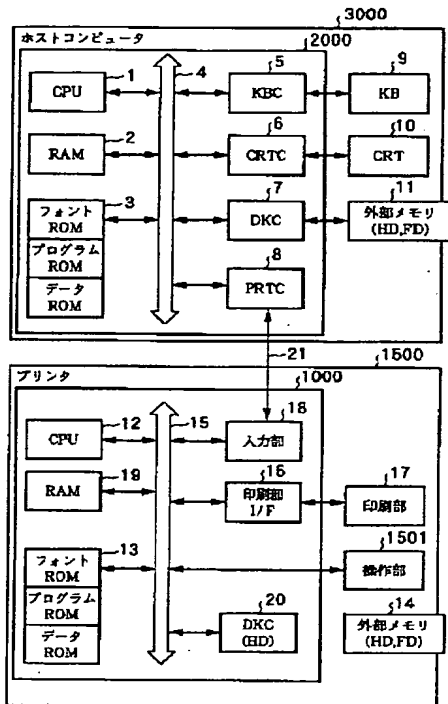 3000
ホストコンピュータ
2000
1
4
5
9
CPU
KBC
KB
2
6
10
RAM
CRTC
CRT
3
7
11
フォント
ROM
プログラム
ROM
データ
ROM
DKC
外部メモリ
(HD,FD)
8
PRTC
21
1500
プリンタ
1000
12
15
18
CPU
入力部
19
16
17
RAM
印刷部
I/F
印刷部
13
1501
フォント
ROM
プログラム
ROM
データ
ROM
操作部
20
14
DKC
(HD)
外部メモリ
(HD,FD)